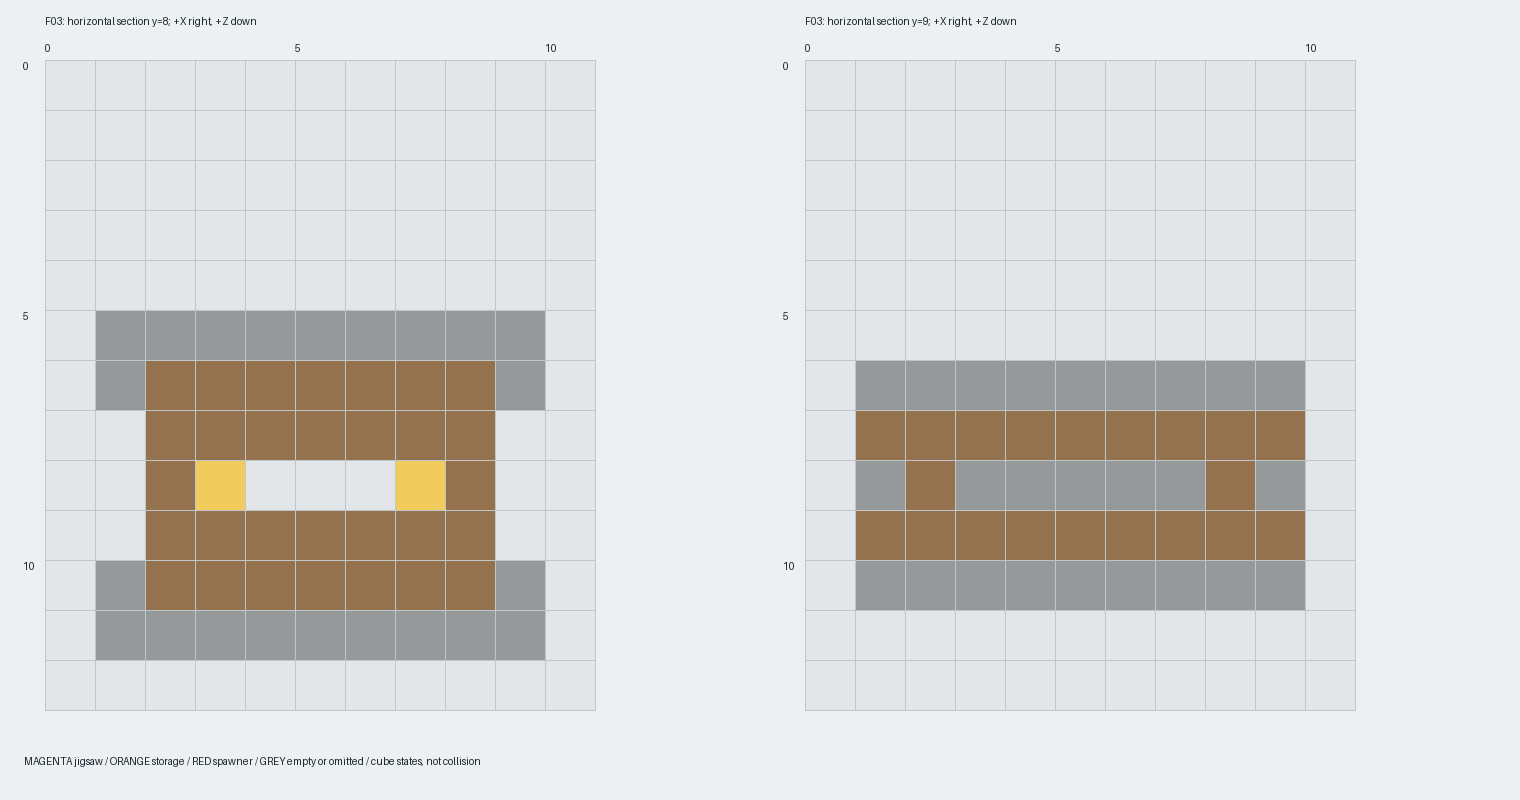 F03: horizontal section y=8; +X right, +Z down
F03: horizontal section y=9; +X right, +Z down
0 5 10
0 5 10
0
0
5
5
10
10
MAGENTA jigsaw / ORANGE storage / RED spawner / GREY empty or omitted / cube states, not collision